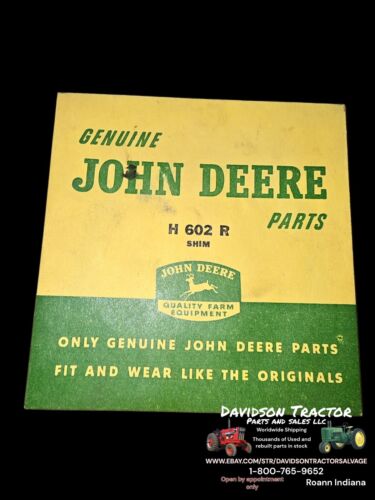 GENUINE
JOHN DEERE
PARTS
H 602 R
SHIM
JOHN DEERE
QUALITY FARM
EQUIPMENT
ONLY GENUINE JOHN DEERE PARTS
FIT AND WEAR LIKE THE ORIGINALS
Davidson Tractor
Parts and Sales LLC
Worldwide Shipping
Thousands of Used and
rebuilt parts in stock
WWW.EBAY.COM/STR/DAVIDSONTRACTORSALVAGE
1-800-765-9652
Open by appointment
only
Roann Indiana